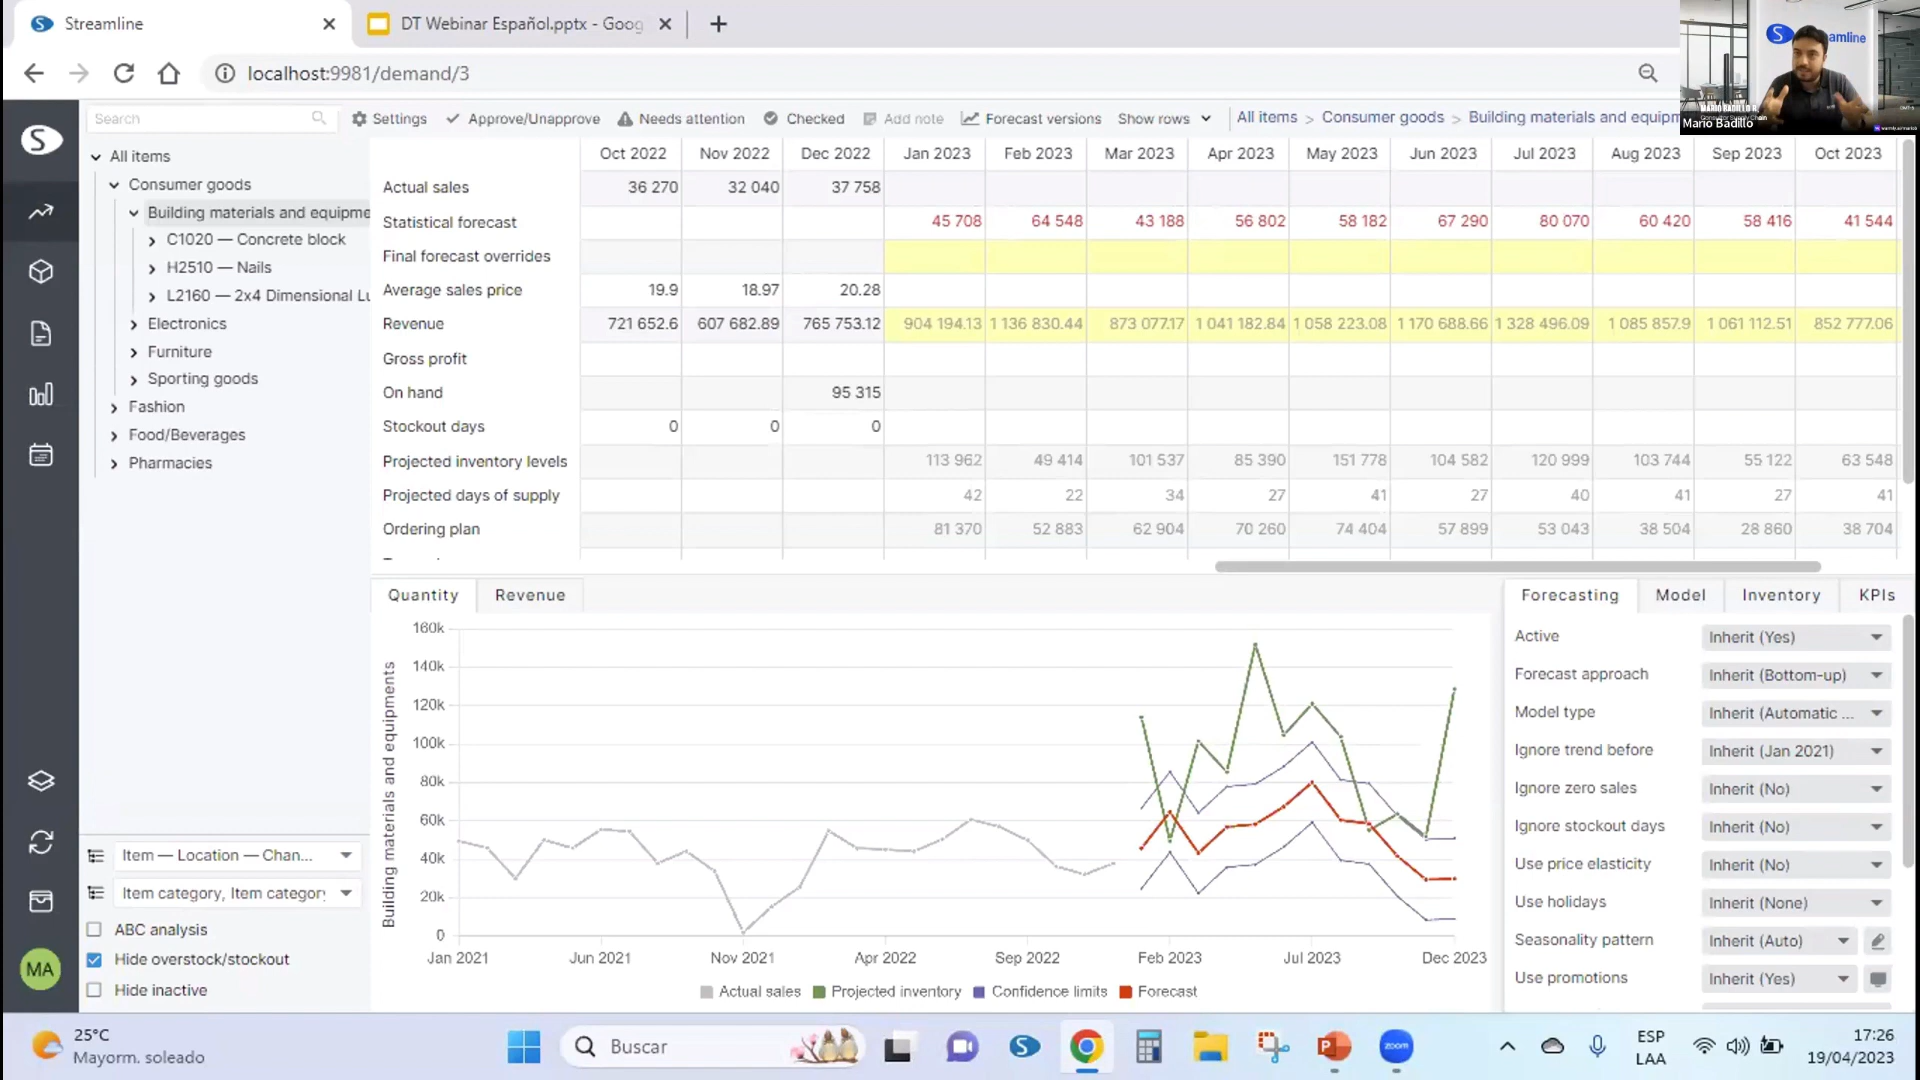 Streamline
DT Webinar Español.pptx - Goog
localhost:9981/demand/3
Mario Badillo
Search
Settings
Approve/Unapprove
Needs attention
Checked
Add note
Forecast versions
Show rows
All items > Consumer goods > Building materials and equipm
All items
Consumer goods
Building materials and equipme
C1020 — Concrete block
H2510 — Nails
L2160 — 2x4 Dimensional Lu
Electronics
Furniture
Sporting goods
Fashion
Food/Beverages
Pharmacies
Oct 2022 Nov 2022 Dec 2022 Jan 2023 Feb 2023 Mar 2023 Apr 2023 May 2023 Jun 2023 Jul 2023 Aug 2023 Sep 2023 Oct 2023
Actual sales 36 270 32 040 37 758
Statistical forecast 45 708 64 548 43 188 56 802 58 182 67 290 80 070 60 420 58 416 41 544
Final forecast overrides
Average sales price 19.9 18.97 20.28
Revenue 721 652.6 607 682.89 765 753.12 904 194.13 1 136 830.44 873 077.17 1 041 182.84 1 058 223.08 1 170 688.66 1 328 496.09 1 085 857.9 1 061 112.51 852 777.06
Gross profit
On hand 95 315
Stockout days 0 0 0
Projected inventory levels 113 962 49 414 101 537 85 390 151 778 104 582 120 999 103 744 55 122 63 548
Projected days of supply 42 22 34 27 41 27 40 41 27 41
Ordering plan 81 370 52 883 62 904 70 260 74 404 57 899 53 043 38 504 28 860 38 704
Quantity Revenue
Building materials and equipments
160k
140k
120k
100k
80k
60k
40k
20k
0
Jan 2021 Jun 2021 Nov 2021 Apr 2022 Sep 2022 Feb 2023 Jul 2023 Dec 2023
Actual sales Projected inventory Confidence limits Forecast
Forecasting Model Inventory KPIs
Active Inherit (Yes)
Forecast approach Inherit (Bottom-up)
Model type Inherit (Automatic ...
Ignore trend before Inherit (Jan 2021)
Ignore zero sales Inherit (No)
Ignore stockout days Inherit (No)
Use price elasticity Inherit (No)
Use holidays Inherit (None)
Seasonality pattern Inherit (Auto)
Use promotions Inherit (Yes)
Item — Location — Chan...
Item category, Item category
ABC analysis
Hide overstock/stockout
Hide inactive
MA
25°C
Mayorm. soleado
Buscar
zoom
ESP
LAA
17:26
19/04/2023